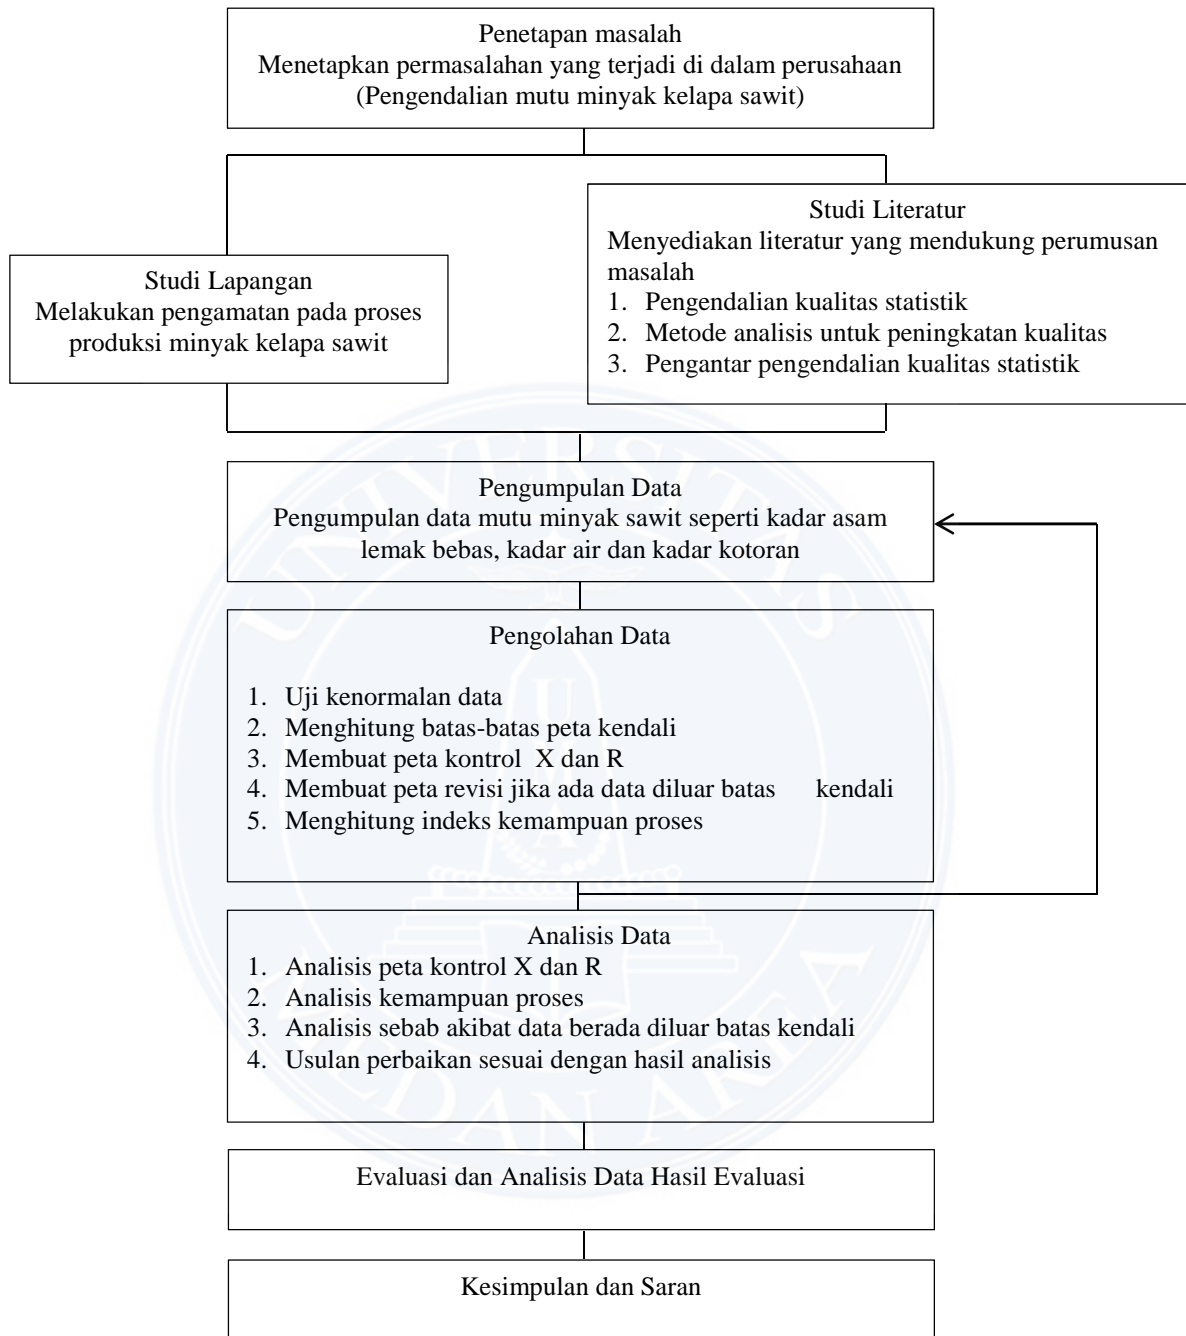 Penetapan masalah
Menetapkan permasalahan yang terjadi di dalam perusahaan
(Pengendalian mutu minyak kelapa sawit)
Studi Lapangan
Melakukan pengamatan pada proses
produksi minyak kelapa sawit
Studi Literatur
Menyediakan literatur yang mendukung perumusan
masalah
1. Pengendalian kualitas statistik
2. Metode analisis untuk peningkatan kualitas
3. Pengantar pengendalian kualitas statistik
Pengumpulan Data
Pengumpulan data mutu minyak sawit seperti kadar asam
lemak bebas, kadar air dan kadar kotoran
Pengolahan Data
1. Uji kenormalan data
2. Menghitung batas-batas peta kendali
3. Membuat peta kontrol X dan R
4. Membuat peta revisi jika ada data diluar batas kendali
5. Menghitung indeks kemampuan proses
Analisis Data
1. Analisis peta kontrol X dan R
2. Analisis kemampuan proses
3. Analisis sebab akibat data berada diluar batas kendali
4. Usulan perbaikan sesuai dengan hasil analisis
Evaluasi dan Analisis Data Hasil Evaluasi
Kesimpulan dan Saran
UNIVERSITAS
MEDAN AREA
U
M
A